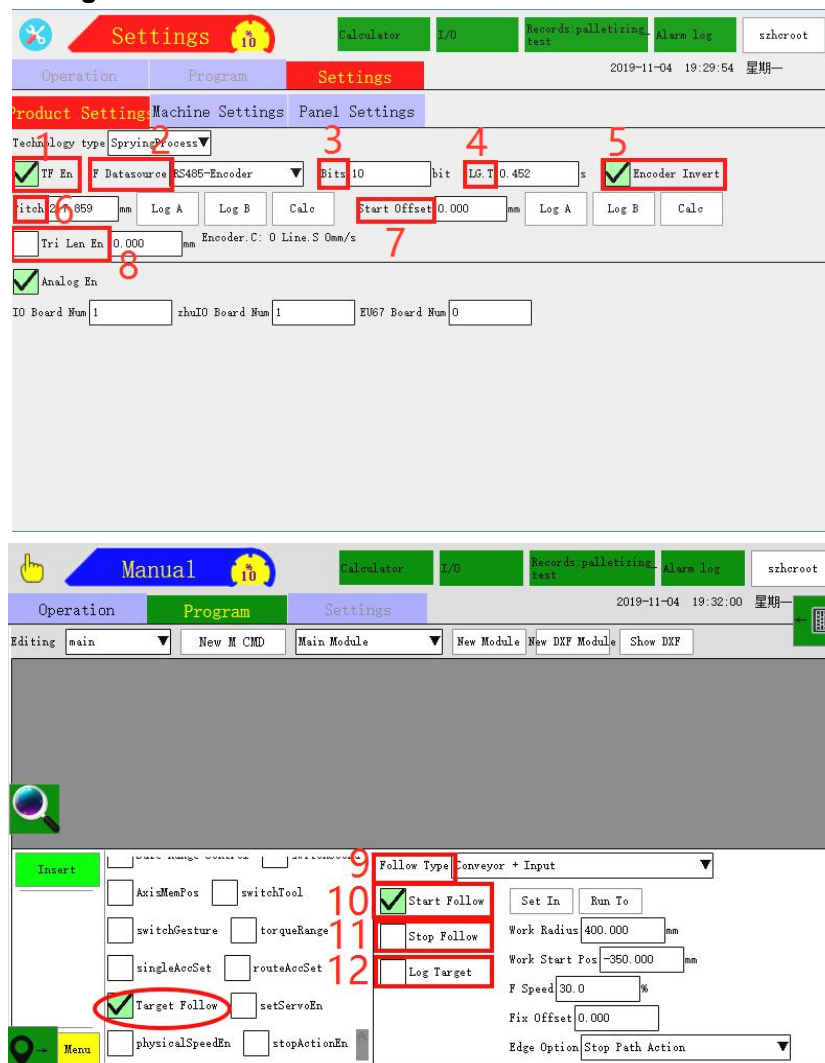 Settings
%
10
Calculator
I/O
Records:palletizing_
test
Alarm log
szhcroot
Operation
Program
Settings
2019-11-04 19:29:54 星期一
Product Setting
Machine Settings
Panel Settings
1
2
3
4
5
Technology type SpryingProcess▼
TF En
F Datasource RS485-Encoder
Bits 10 bit
LG.T 0.452 s
Encoder Invert
Pitch 859 mm
Log A
Log B
Calc
Start Offset 0.000 mm
Log A
Log B
Calc
6
7
Tri Len En 0.000 mm
Encoder.C: 0 Line.S 0mm/s
8
Analog En
IO Board Num 1
zhuIO Board Num 1
EU67 Board Num 0
Manual
%
10
Calculator
I/O
Records:palletizing_
test
Alarm log
szhcroot
Operation
Program
Settings
2019-11-04 19:32:00 星期一
Editing main
New M CMD
Main Module
New Module
New DXF Module
Show DXF
Insert
9
Follow Type Conveyor + Input
AxisMemPos
switchTool
10
Start Follow
Set In
Run To
switchGesture
torqueRange
11
Stop Follow
Work Radius 400.000 mm
singleAccSet
routeAccSet
12
Log Target
Work Start Pos -350.000 mm
F Speed 30.0 %
Target Follow
setServoEn
Fix Offset 0.000
Menu
physicalSpeedEn
stopActionEn
Edge Option Stop Path Action